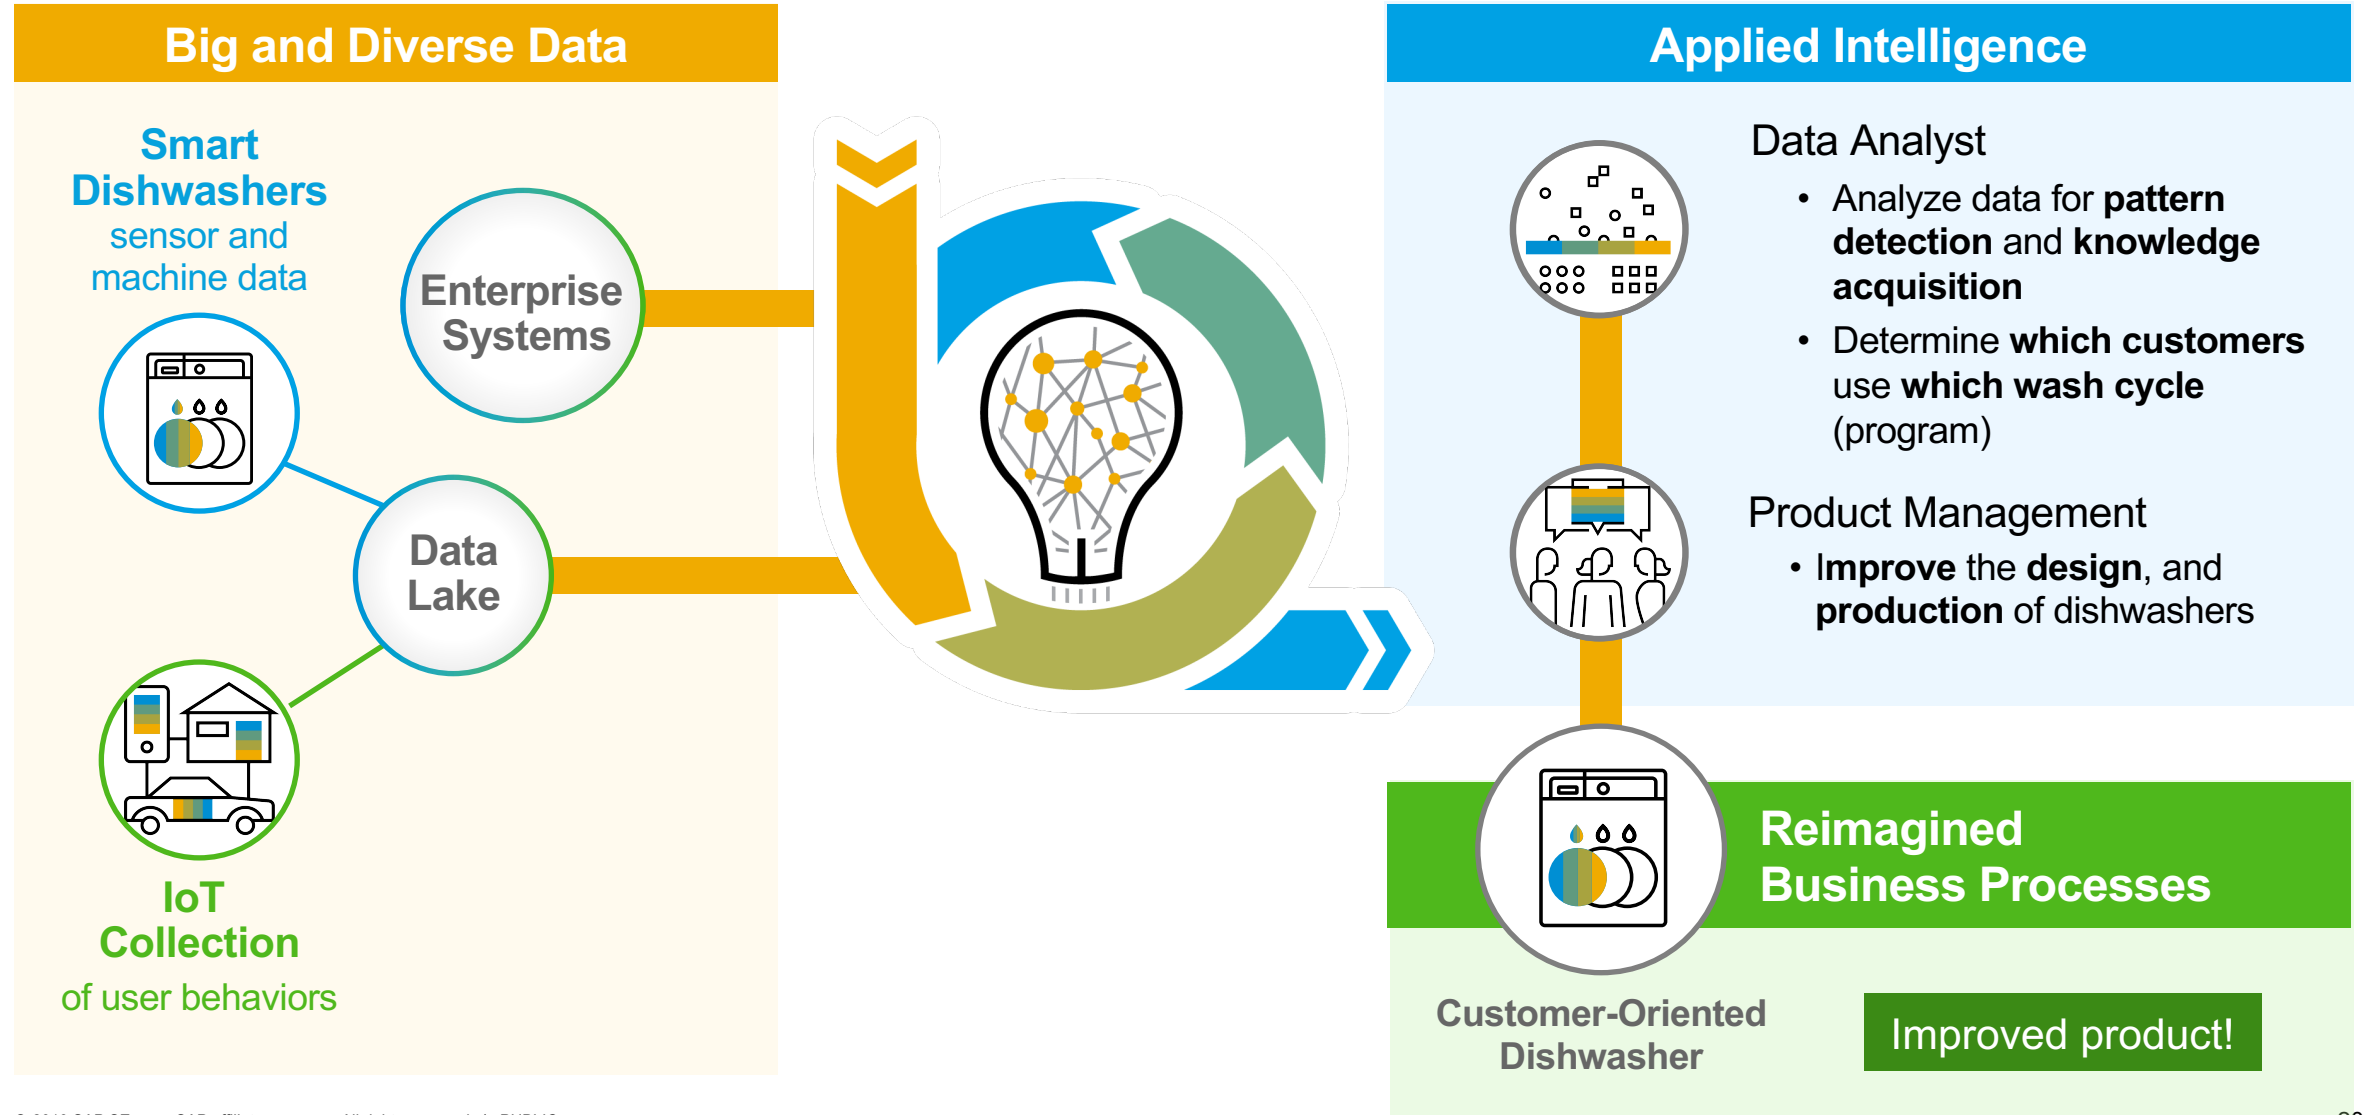 Big and Diverse Data
Smart
Dishwashers
sensor and
machine data
Enterprise
Systems
Data
Lake
IoT
Collection
of user behaviors
Applied Intelligence
Data Analyst
• Analyze data for pattern
detection and knowledge
acquisition
• Determine which customers
use which wash cycle
(program)
Product Management
• Improve the design, and
production of dishwashers
Reimagined
Business Processes
Customer-Oriented
Dishwasher
Improved product!